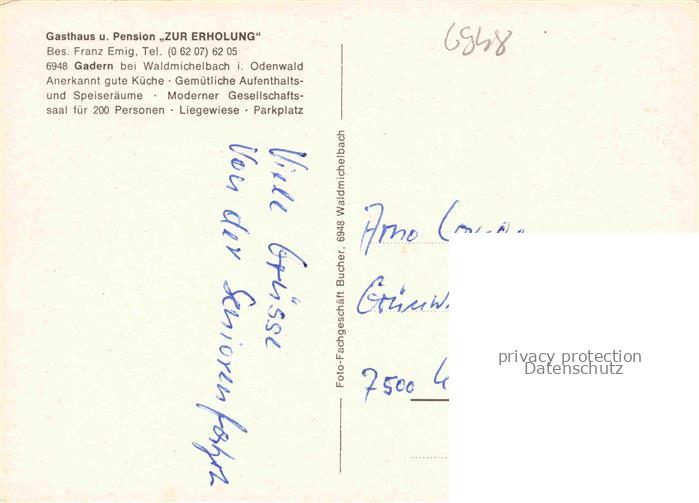 Gasthaus u. Pension „ZUR ERHOLUNG“
Bes. Franz Emig, Tel. (0 62 07) 62 05
6948 Gadern bei Waldmichelbach i. Odenwald
Anerkannt gute Küche · Gemütliche Aufenthalts-
und Speiseräume · Moderner Gesellschafts-
saal für 200 Personen · Liegewiese · Parkplatz
6948
Viele Grüsse
Von der Seniorenfahrt
Foto-Fachgeschäft Bucher, 6948 Waldmichelbach
Arno
7500
privacy protection
Datenschutz